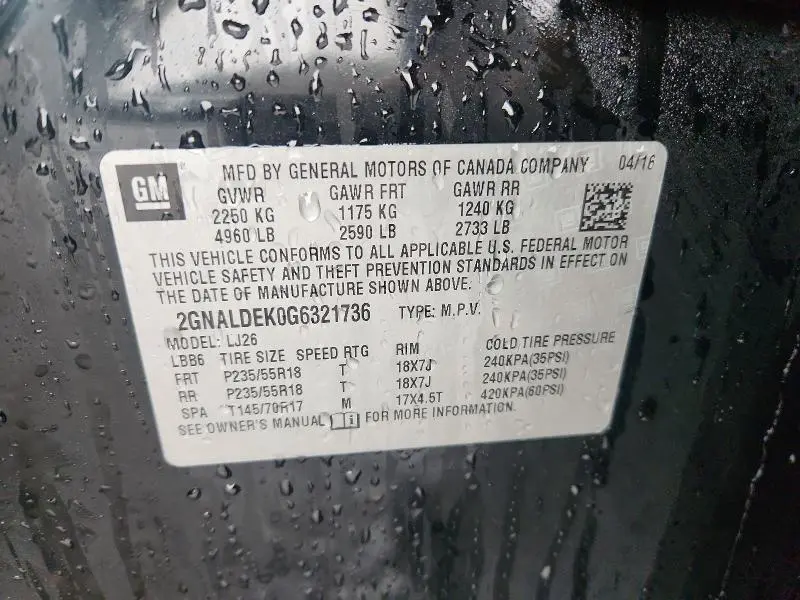 GM
MFD BY GENERAL MOTORS OF CANADA COMPANY 04/16
GVWR GAWR FRT GAWR RR
2250 KG 1175 KG 1240 KG
4960 LB 2590 LB 2733 LB
THIS VEHICLE CONFORMS TO ALL APPLICABLE U.S. FEDERAL MOTOR
VEHICLE SAFETY AND THEFT PREVENTION STANDARDS IN EFFECT ON
THE DATE OF MANUFACTURE SHOWN ABOVE.
2GNALDEK0G6321736 TYPE: M.P.V.
MODEL: LJ26
LBB6 TIRE SIZE SPEED RTG RIM COLD TIRE PRESSURE
FRT P235/55R18 T 18X7J 240KPA(35PSI)
RR P235/55R18 T 18X7J 240KPA(35PSI)
SPA T145/70R17 M 17X4.5T 420KPA(60PSI)
SEE OWNER'S MANUAL i FOR MORE INFORMATION.